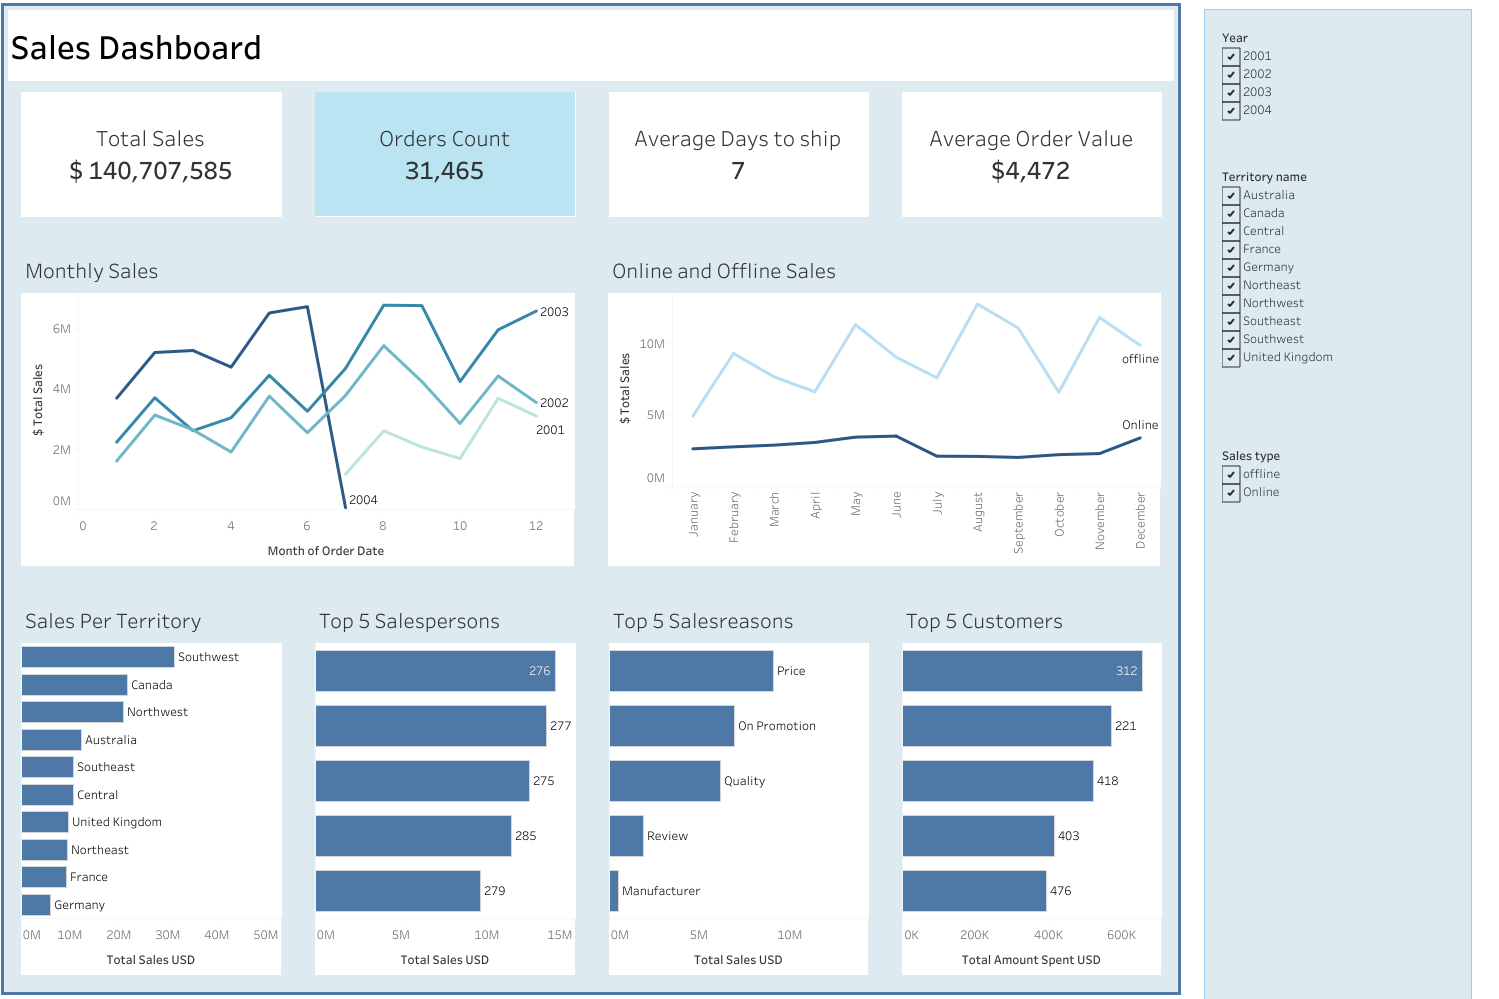 Sales Dashboard
Total Sales
$ 140,707,585
Orders Count
31,465
Average Days to ship
7
Average Order Value
$4,472
Monthly Sales
$ Total Sales
6M
4M
2M
0M
2003
2002
2001
2004
0 2 4 6 8 10 12
Month of Order Date
Online and Offline Sales
$ Total Sales
10M
5M
0M
offline
Online
January February March April May June July August September October November December
Sales Per Territory
Southwest
Canada
Northwest
Australia
Southeast
Central
United Kingdom
Northeast
France
Germany
0M 10M 20M 30M 40M 50M
Total Sales USD
Top 5 Salespersons
276
277
275
285
279
0M 5M 10M 15M
Total Sales USD
Top 5 Salesreasons
Price
On Promotion
Quality
Review
Manufacturer
0M 5M 10M
Total Sales USD
Top 5 Customers
312
221
418
403
476
0K 200K 400K 600K
Total Amount Spent USD
Year
2001
2002
2003
2004
Territory name
Australia
Canada
Central
France
Germany
Northeast
Northwest
Southeast
Southwest
United Kingdom
Sales type
offline
Online